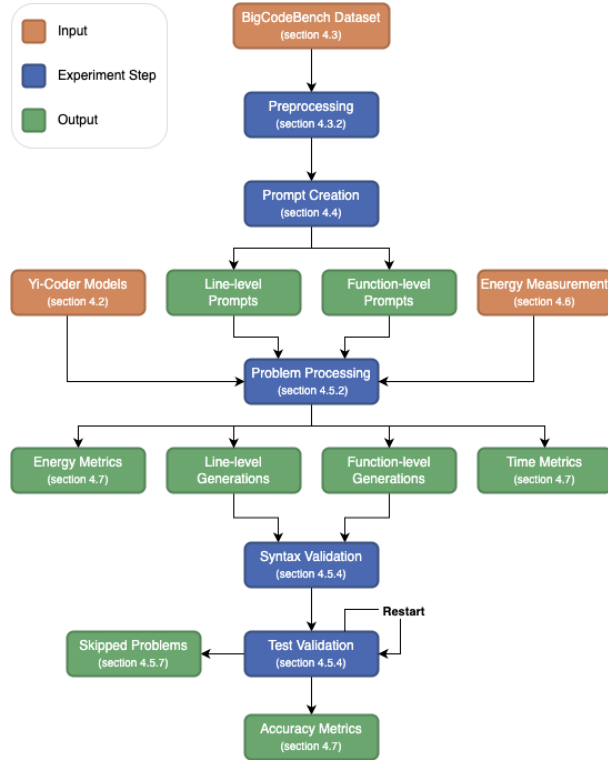 Input
Experiment Step
Output
BigCodeBench Dataset
(section 4.3)
Preprocessing
(section 4.3.2)
Prompt Creation
(section 4.4)
Yi-Coder Models
(section 4.2)
Line-level
Prompts
Function-level
Prompts
Energy Measurement
(section 4.6)
Problem Processing
(section 4.5.2)
Energy Metrics
(section 4.7)
Line-level
Generations
Function-level
Generations
Time Metrics
(section 4.7)
Syntax Validation
(section 4.5.4)
Restart
Skipped Problems
(section 4.5.7)
Test Validation
(section 4.5.4)
Accuracy Metrics
(section 4.7)